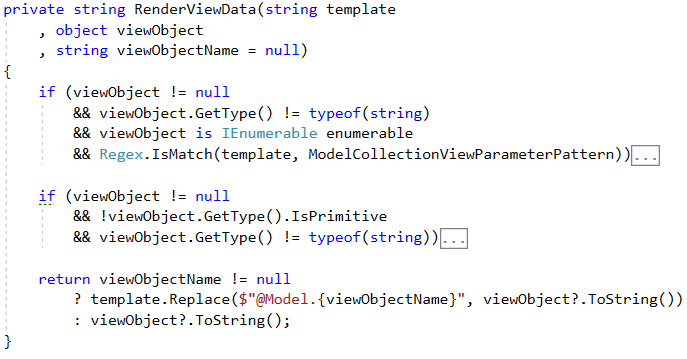 private string RenderViewData(string template
, object viewObject
, string viewObjectName = null)
{
if (viewObject != null
&& viewObject.GetType() != typeof(string)
&& viewObject is IEnumerable enumerable
&& Regex.IsMatch(template, ModelCollectionViewParameterPattern))...
if (viewObject != null
&& !viewObject.GetType().IsPrimitive
&& viewObject.GetType() != typeof(string))...
return viewObjectName != null
? template.Replace($"@Model.{viewObjectName}", viewObject?.ToString())
: viewObject?.ToString();
}